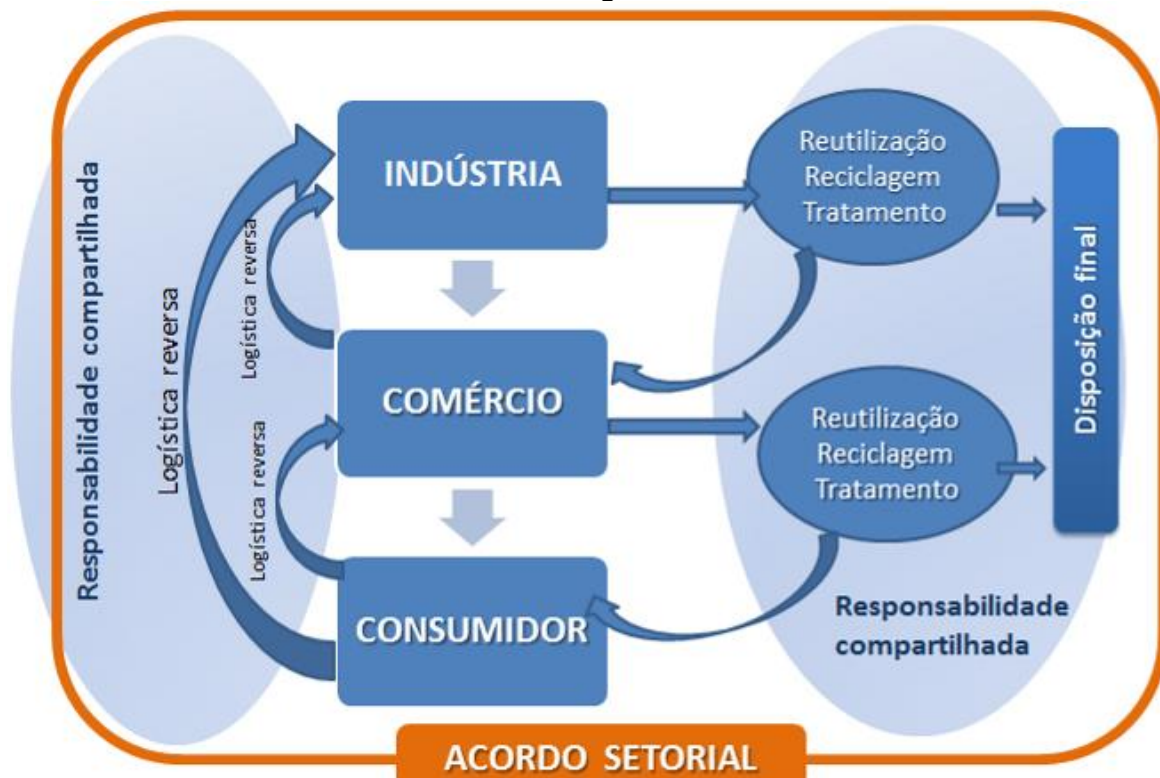 Responsabilidade compartilhada
Logística reversa
Logística reversa
Logística reversa
INDÚSTRIA
COMÉRCIO
CONSUMIDOR
Reutilização
Reciclagem
Tratamento
Reutilização
Reciclagem
Tratamento
Disposição final
Responsabilidade
compartilhada
ACORDO SETORIAL